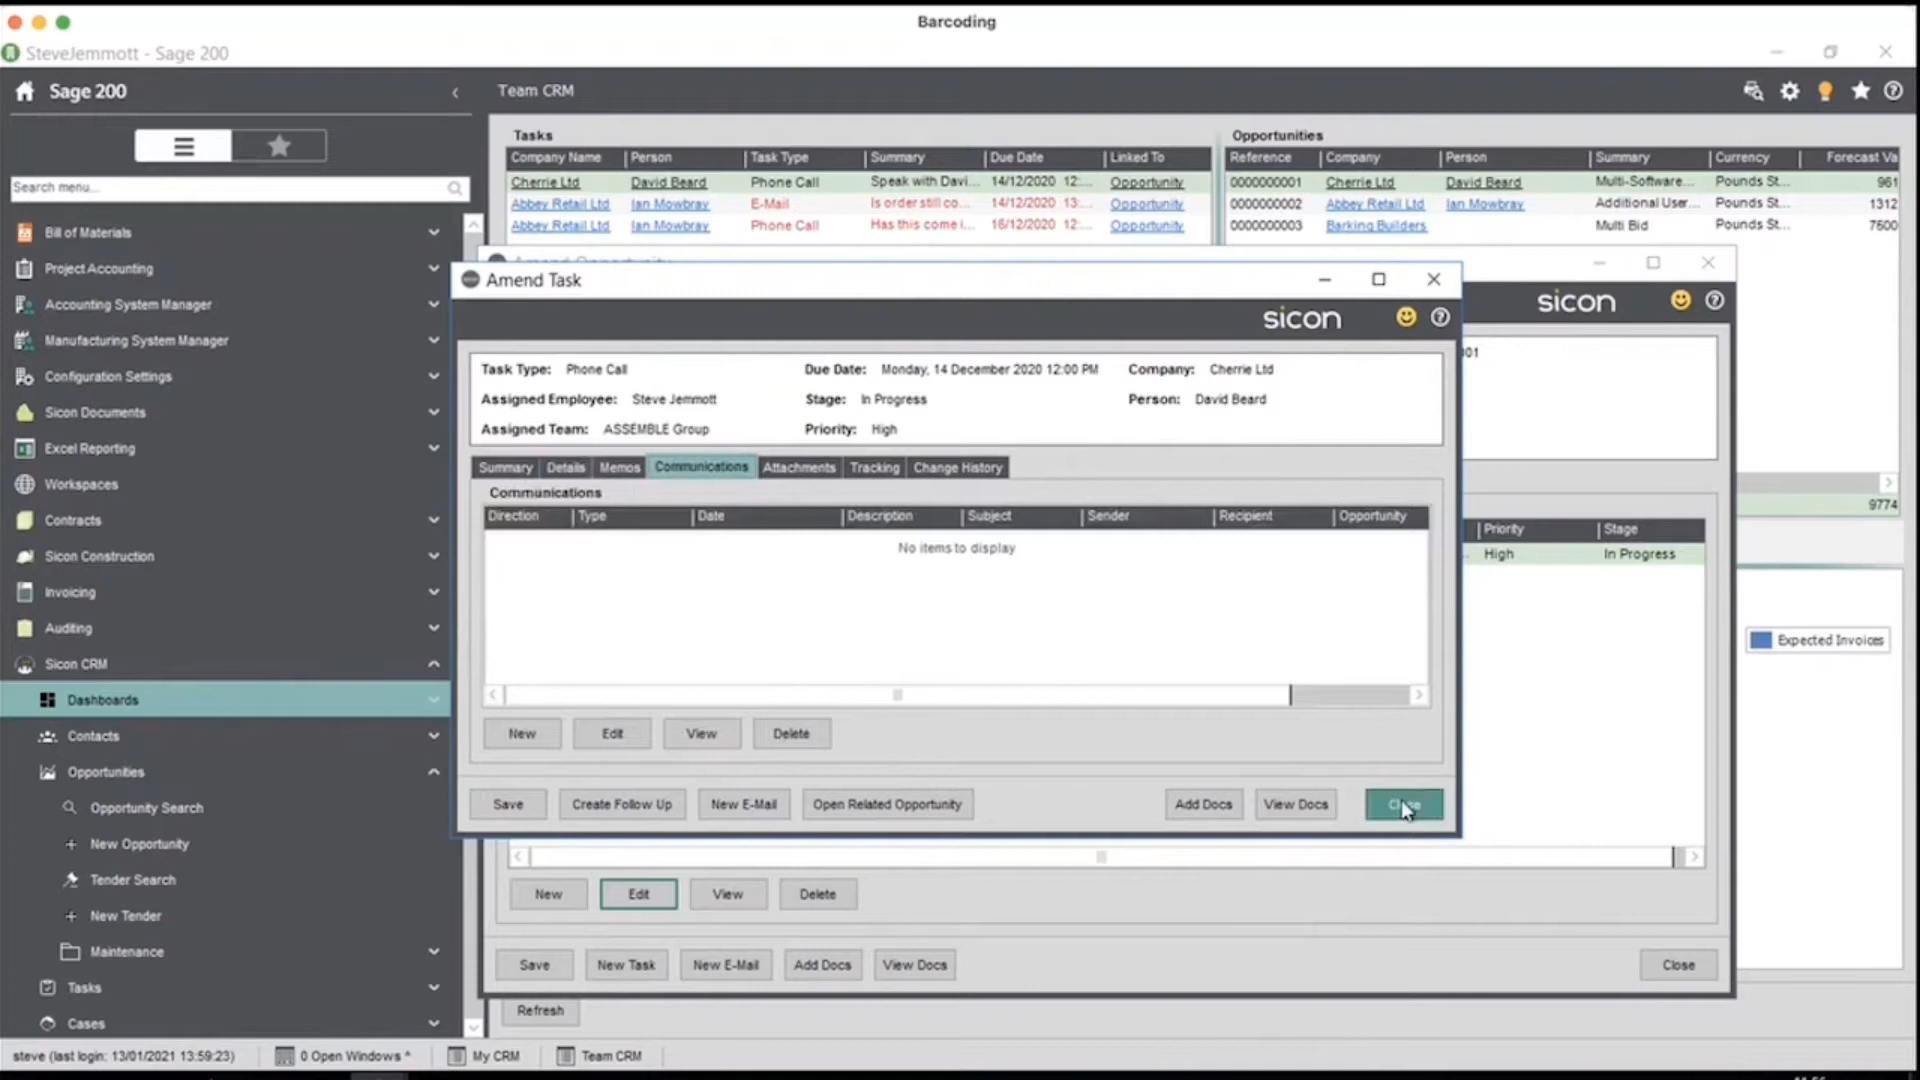 Barcoding
SteveJemmott - Sage 200
Sage 200
Team CRM
Search menu...
Bill of Materials
Project Accounting
Accounting System Manager
Manufacturing System Manager
Configuration Settings
Sicon Documents
Excel Reporting
Workspaces
Contracts
Sicon Construction
Invoicing
Auditing
Sicon CRM
Dashboards
Contacts
Opportunities
Opportunity Search
New Opportunity
Tender Search
New Tender
Maintenance
Tasks
Cases
Tasks
Company Name Person Task Type Summary Due Date Linked To
Cherrie Ltd David Beard Phone Call Speak with Davi... 14/12/2020 12:... Opportunity
Abbey Retail Ltd Ian Mowbray E-Mail Is order still co... 14/12/2020 13:... Opportunity
Abbey Retail Ltd Ian Mowbray Phone Call Has this come i... 16/12/2020 12:... Opportunity
Opportunities
Reference Company Person Summary Currency Forecast Va
0000000001 Cherrie Ltd David Beard Multi-Software... Pounds St... 961
0000000002 Abbey Retail Ltd Ian Mowbray Additional User... Pounds St... 1312
0000000003 Barking Builders Multi Bid Pounds St... 7500
9774
Expected Invoices
sicon
Priority Stage
High In Progress
Amend Task
sicon
Task Type: Phone Call Due Date: Monday, 14 December 2020 12:00 PM Company: Cherrie Ltd
Assigned Employee: Steve Jemmott Stage: In Progress Person: David Beard
Assigned Team: ASSEMBLE Group Priority: High
Summary Details Memos Communications Attachments Tracking Change History
Communications
Direction Type Date Description Subject Sender Recipient Opportunity
No items to display
New Edit View Delete
Save Create Follow Up New E-Mail Open Related Opportunity Add Docs View Docs
New Edit View Delete
Save New Task New E-Mail Add Docs View Docs Close
Refresh
steve (last login: 13/01/2021 13:59:23) 0 Open Windows ^ My CRM Team CRM